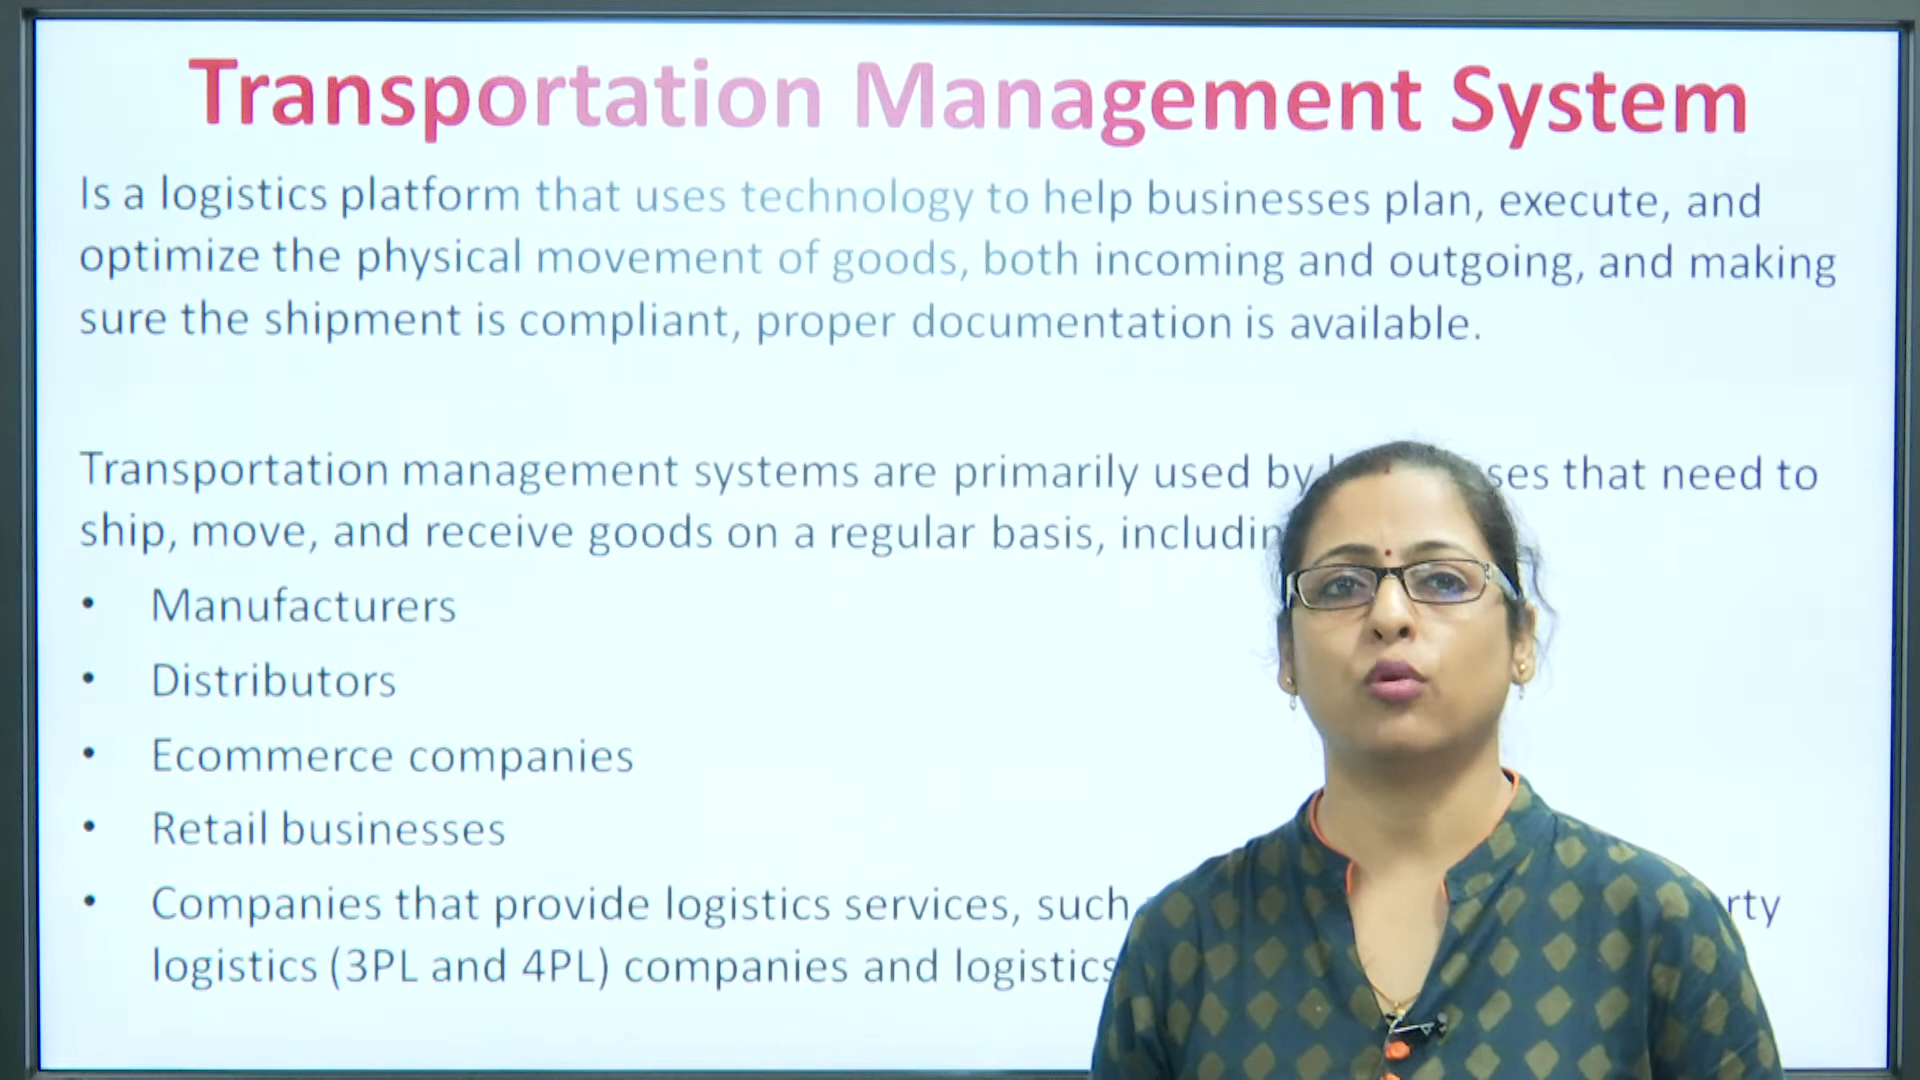 Transportation Management System
Is a logistics platform that uses technology to help businesses plan, execute, and
optimize the physical movement of goods, both incoming and outgoing, and making
sure the shipment is compliant, proper documentation is available.
Transportation management systems are primarily used by that need to
ship, move, and receive goods on a regular basis,
• Manufacturers
• Distributors
• Ecommerce companies
• Retail businesses
• Companies that provide logistics services, such
logistics (3PL and 4PL) companies and logistics